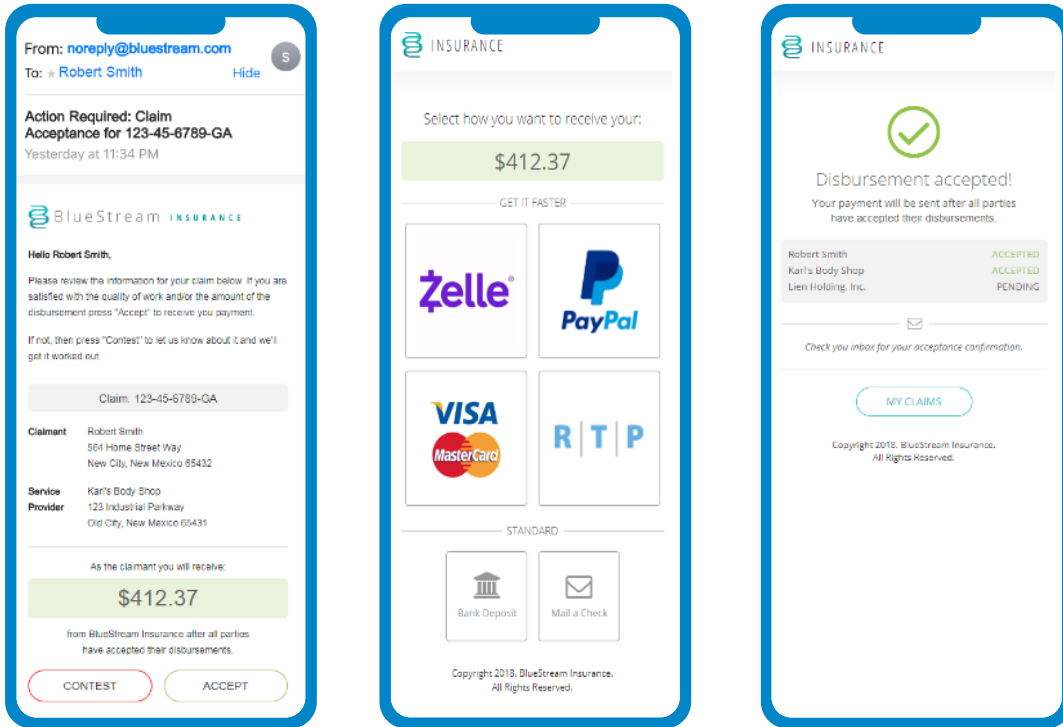 From: noreply@bluestream.com
S
To: ★ Robert Smith
Hide
Action Required: Claim
Acceptance for 123-45-6789-GA
Yesterday at 11:34 PM
BlueStream INSURANCE
Hello Robert Smith,
Please review the information for your claim below. If you are
satisfied with the quality of work and/or the amount of the
disbursement press "Accept" to receive you payment.
If not, then press "Contest" to let us know about it and we'll
get it worked out.
Claim: 123-45-6789-GA
Claimant Robert Smith
564 Home Street Way
New City, New Mexico 65432
Service Karl's Body Shop
Provider 123 Industrial Parkway
Old City, New Mexico 65431
As the claimant you will receive:
$412.37
from BlueStream Insurance after all parties
have accepted their disbursements.
CONTEST ACCEPT
INSURANCE
Select how you want to receive your:
$412.37
GET IT FASTER
Zelle®
PayPal
VISA
MasterCard
R|T|P
STANDARD
Bank Deposit Mail a Check
Copyright 2018. BlueStream Insurance.
All Rights Reserved.
INSURANCE
Disbursement accepted!
Your payment will be sent after all parties
have accepted their disbursements.
Robert Smith ACCEPTED
Karl's Body Shop ACCEPTED
Lien Holding, Inc. PENDING
Check you inbox for your acceptance confirmation.
MY CLAIMS
Copyright 2018. BlueStream Insurance.
All Rights Reserved.